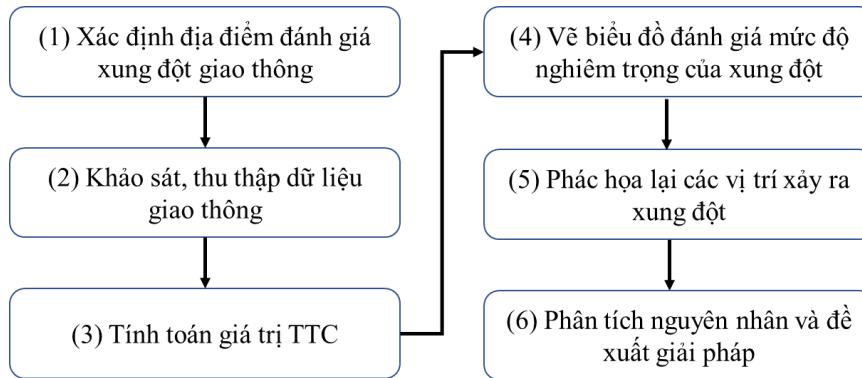 (1) Xác định địa điểm đánh giá
xung đột giao thông
(2) Khảo sát, thu thập dữ liệu
giao thông
(3) Tính toán giá trị TTC
(4) Vẽ biểu đồ đánh giá mức độ
nghiêm trọng của xung đột
(5) Phác họa lại các vị trí xảy ra
xung đột
(6) Phân tích nguyên nhân và đề
xuất giải pháp